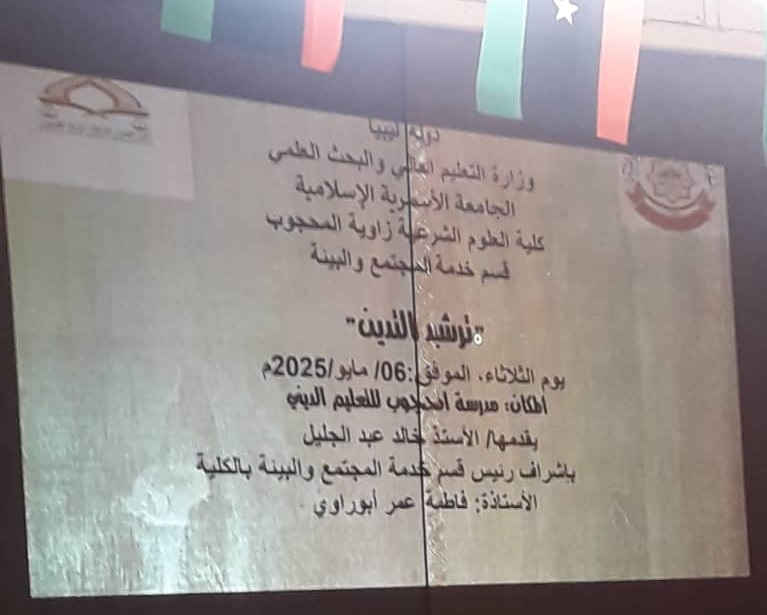 دولة ليبيا
وزارة التعليم العالي والبحث العلمي
الجامعة الأسمرية الإسلامية
كلية العلوم الشرعية زاوية المحجوب
قسم خدمة المجتمع والبيئة
"ترشيد التدين"
يوم الثلاثاء، الموفق:06/ مايو/2025م
المكان: مدرسة المحجوب للتعليم الديني
يقدمها/ الأستذ خالد عبد الجليل
بإشراف رئيس قسم خدمة المجتمع والبيئة بالكلية
الأستاذة: فاطمة عمر أبوراوي